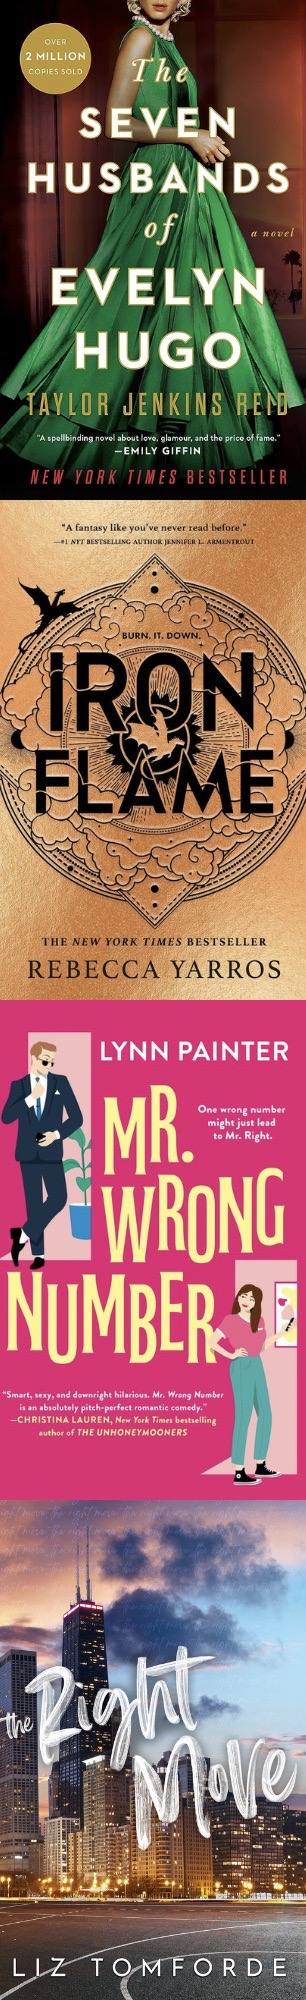 OVER
2 MILLION
COPIES SOLD
The
SEVEN
HUSBANDS
of
a novel
EVELYN
HUGO
TAYLOR JENKINS REID
"A spellbinding novel about love, glamour, and the price of fame."
—EMILY GIFFIN
NEW YORK TIMES BESTSELLER
"A fantasy like you've never read before."
—#1 NYT BESTSELLING AUTHOR JENNIFER L. ARMENTROUT
BURN. IT. DOWN.
IRON
FLAME
THE NEW YORK TIMES BESTSELLER
REBECCA YARROS
LYNN PAINTER
MR.
WRONG
NUMBER
One wrong number
might just lead
to Mr. Right.
"Smart, sexy, and downright hilarious. Mr. Wrong Number
is an absolutely pitch-perfect romantic comedy."
—CHRISTINA LAUREN, New York Times bestselling
author of THE UNHONEYMOONERS
the Right
Move
LIZ TOMFORDE